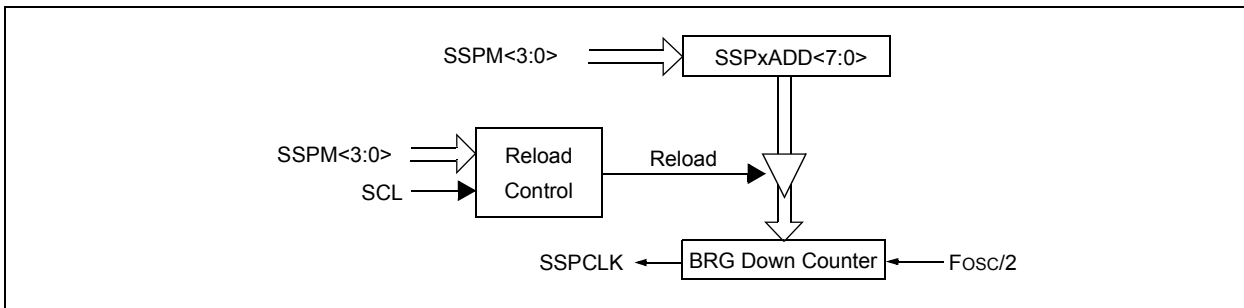 SSPM<3:0>
SSPxADD<7:0>
SSPM<3:0>
SCL
Reload
Control
Reload
SSPCLK
BRG Down Counter
FOSC/2